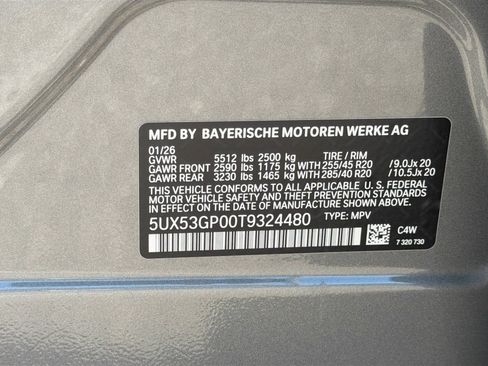 MFD BY BAYERISCHE MOTOREN WERKE AG
01/26 TIRE / RIM
GVWR 5512 lbs 2500 kg
GAWR FRONT 2590 lbs 1175 kg with 255/45 R20 /9.0Jx 20
GAWR REAR 3230 lbs 1465 kg with 285/40 R20 /10.5Jx 20
THIS VEHICLE CONFORMS TO ALL APPLICABLE U. S. FEDERAL
MOTOR VEHICLE SAFETY AND THEFT PREVENTION STANDARDS
IN EFFECT ON THE DATE OF MANUFACTURE SHOWN ABOVE.
5UX53GP00T9324480 TYPE: MPV
C4W
7 320 730